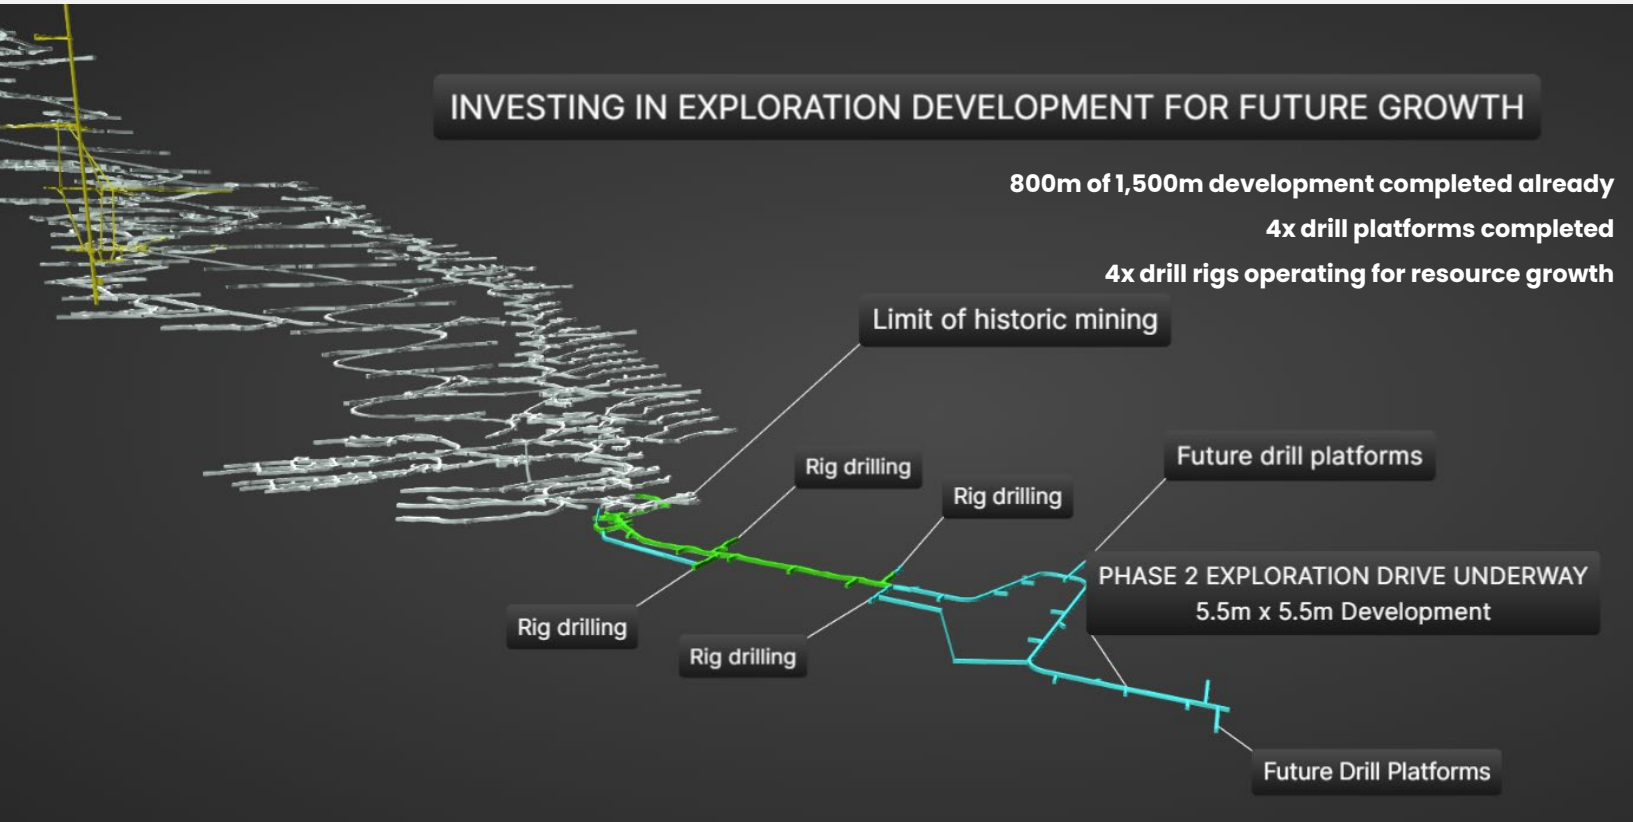 INVESTING IN EXPLORATION DEVELOPMENT FOR FUTURE GROWTH
800m of 1,500m development completed already
4x drill platforms completed
4x drill rigs operating for resource growth
Limit of historic mining
Rig drilling
Rig drilling
Future drill platforms
PHASE 2 EXPLORATION DRIVE UNDERWAY
5.5m x 5.5m Development
Rig drilling
Rig drilling
Future Drill Platforms